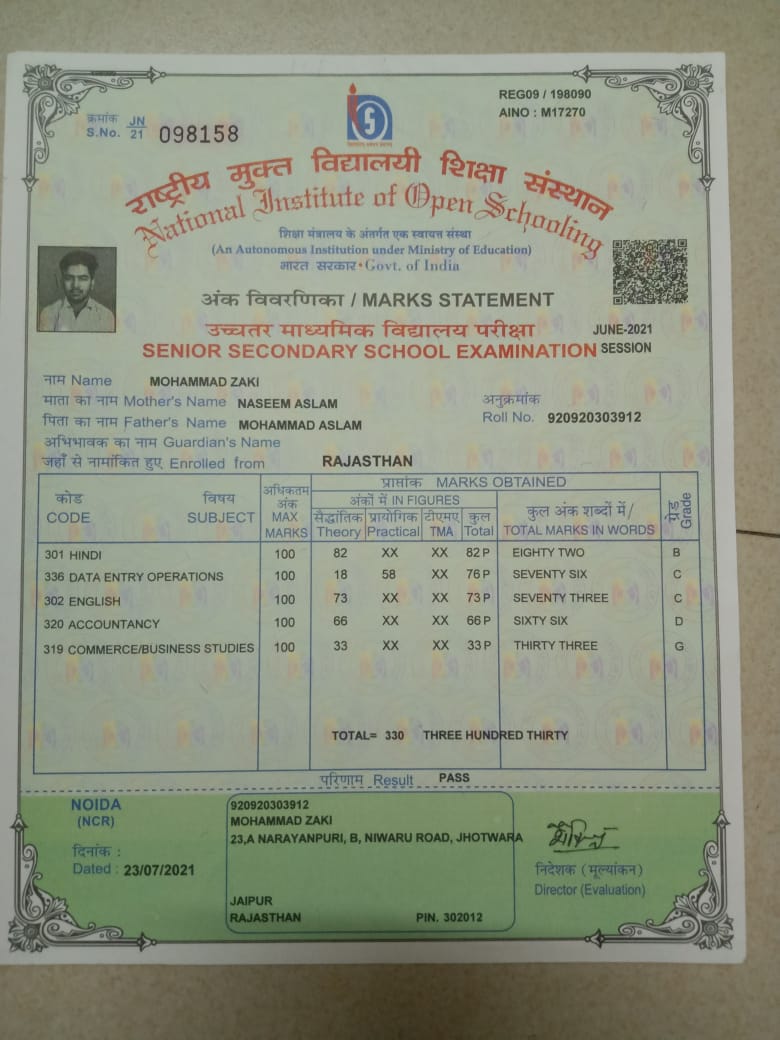 REG09 / 198090
AINO : M17270
क्रमांक
S.No. JN 21 098158
राष्ट्रीय मुक्त विद्यालयी शिक्षा संस्थान
National Institute of Open Schooling
शिक्षा मंत्रालय के अंतर्गत एक स्वायत्त संस्था
(An Autonomous Institution under Ministry of Education)
भारत सरकार • Govt. of India
अंक विवरणिका / MARKS STATEMENT
उच्चतर माध्यमिक विद्यालय परीक्षा
SENIOR SECONDARY SCHOOL EXAMINATION
JUNE-2021
SESSION
नाम Name MOHAMMAD ZAKI
माता का नाम Mother's Name NASEEM ASLAM
अनुक्रमांक
Roll No. 920920303912
पिता का नाम Father's Name MOHAMMAD ASLAM
अभिभावक का नाम Guardian's Name
जहाँ से नामांकित हुए Enrolled from RAJASTHAN
कोड
CODE
विषय
SUBJECT
अधिकतम
अंक
MAX
MARKS
प्राप्तांक MARKS OBTAINED
अंकों में IN FIGURES
सैद्धांतिक प्रायोगिक टीएमए कुल
Theory Practical TMA Total
कुल अंक शब्दों में/
TOTAL MARKS IN WORDS
ग्रेड
Grade
301 HINDI 100 82 XX XX 82 P EIGHTY TWO B
336 DATA ENTRY OPERATIONS 100 18 58 XX 76 P SEVENTY SIX C
302 ENGLISH 100 73 XX XX 73 P SEVENTY THREE C
320 ACCOUNTANCY 100 66 XX XX 66 P SIXTY SIX D
319 COMMERCE/BUSINESS STUDIES 100 33 XX XX 33 P THIRTY THREE G
TOTAL= 330 THREE HUNDRED THIRTY
परिणाम Result PASS
NOIDA
(NCR)
दिनांक :
Dated : 23/07/2021
920920303912
MOHAMMAD ZAKI
23,A NARAYANPURI, B, NIWARU ROAD, JHOTWARA
JAIPUR
RAJASTHAN PIN. 302012
निदेशक (मूल्यांकन)
Director (Evaluation)